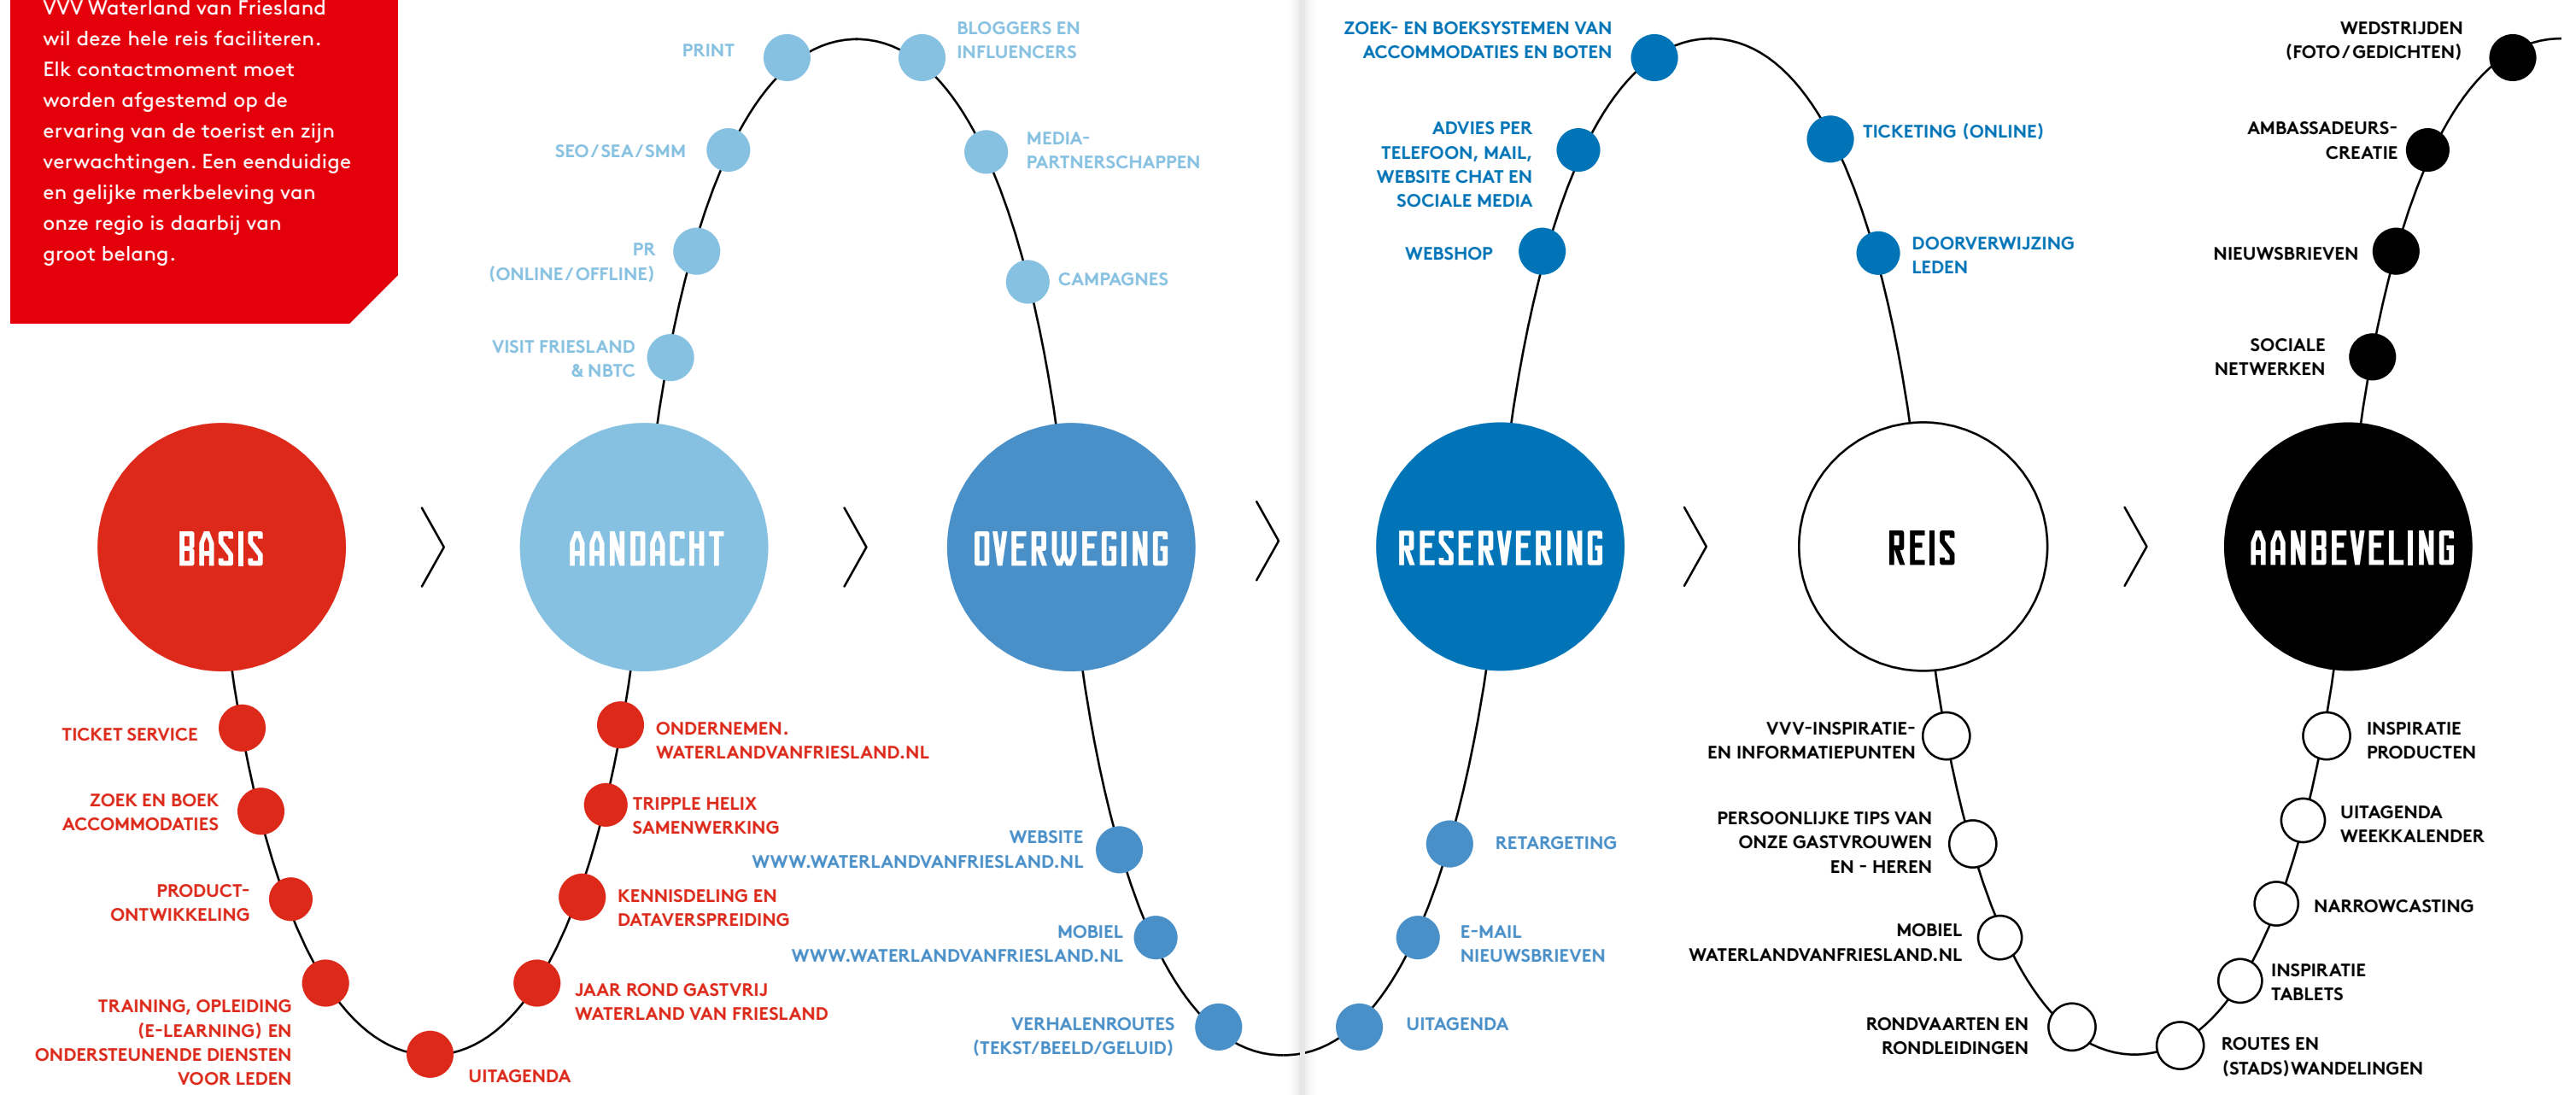 VVV Waterland van Friesland
wil deze hele reis faciliteren.
Elk contactmoment moet
worden afgestemd op de
ervaring van de toerist en zijn
verwachtingen. Een eenduidige
en gelijke merkbeleving van
onze regio is daarbij van
groot belang.
BASIS
TICKET SERVICE
ZOEK EN BOEK
ACCOMMODATIES
PRODUCT-
ONTWIKKELING
TRAINING, OPLEIDING
(E-LEARNING) EN
ONDERSTEUNENDE DIENSTEN
VOOR LEDEN
UITAGENDA
JAAR ROND GASTVRIJ
WATERLAND VAN FRIESLAND
KENNISDELING EN
DATAVERSPREIDING
TRIPPLE HELIX
SAMENWERKING
ONDERNEMEN.
WATERLANDVANFRIESLAND.NL
AANDACHT
VISIT FRIESLAND
& NBTC
PR
(ONLINE/OFFLINE)
SEO/SEA/SMM
PRINT
BLOGGERS EN
INFLUENCERS
MEDIA-
PARTNERSCHAPPEN
CAMPAGNES
OVERWEGING
WEBSITE
WWW.WATERLANDVANFRIESLAND.NL
MOBIEL
WWW.WATERLANDVANFRIESLAND.NL
VERHALENROUTES
(TEKST/BEELD/GELUID)
UITAGENDA
E-MAIL
NIEUWSBRIEVEN
RETARGETING
RESERVERING
WEBSHOP
ADVIES PER
TELEFOON, MAIL,
WEBSITE CHAT EN
SOCIALE MEDIA
ZOEK- EN BOEKSYSTEMEN VAN
ACCOMMODATIES EN BOTEN
TICKETING (ONLINE)
DOORVERWIJZING
LEDEN
REIS
VVV-INSPIRATIE-
EN INFORMATIEPUNTEN
PERSOONLIJKE TIPS VAN
ONZE GASTVROUWEN
EN - HEREN
MOBIEL
WATERLANDVANFRIESLAND.NL
RONDVAARTEN EN
RONDLEIDINGEN
ROUTES EN
(STADS)WANDELINGEN
INSPIRATIE
TABLETS
NARROWCASTING
UITAGENDA
WEEKKALENDER
INSPIRATIE
PRODUCTEN
AANBEVELING
SOCIALE
NETWERKEN
NIEUWSBRIEVEN
AMBASSADEURS-
CREATIE
WEDSTRIJDEN
(FOTO/GEDICHTEN)